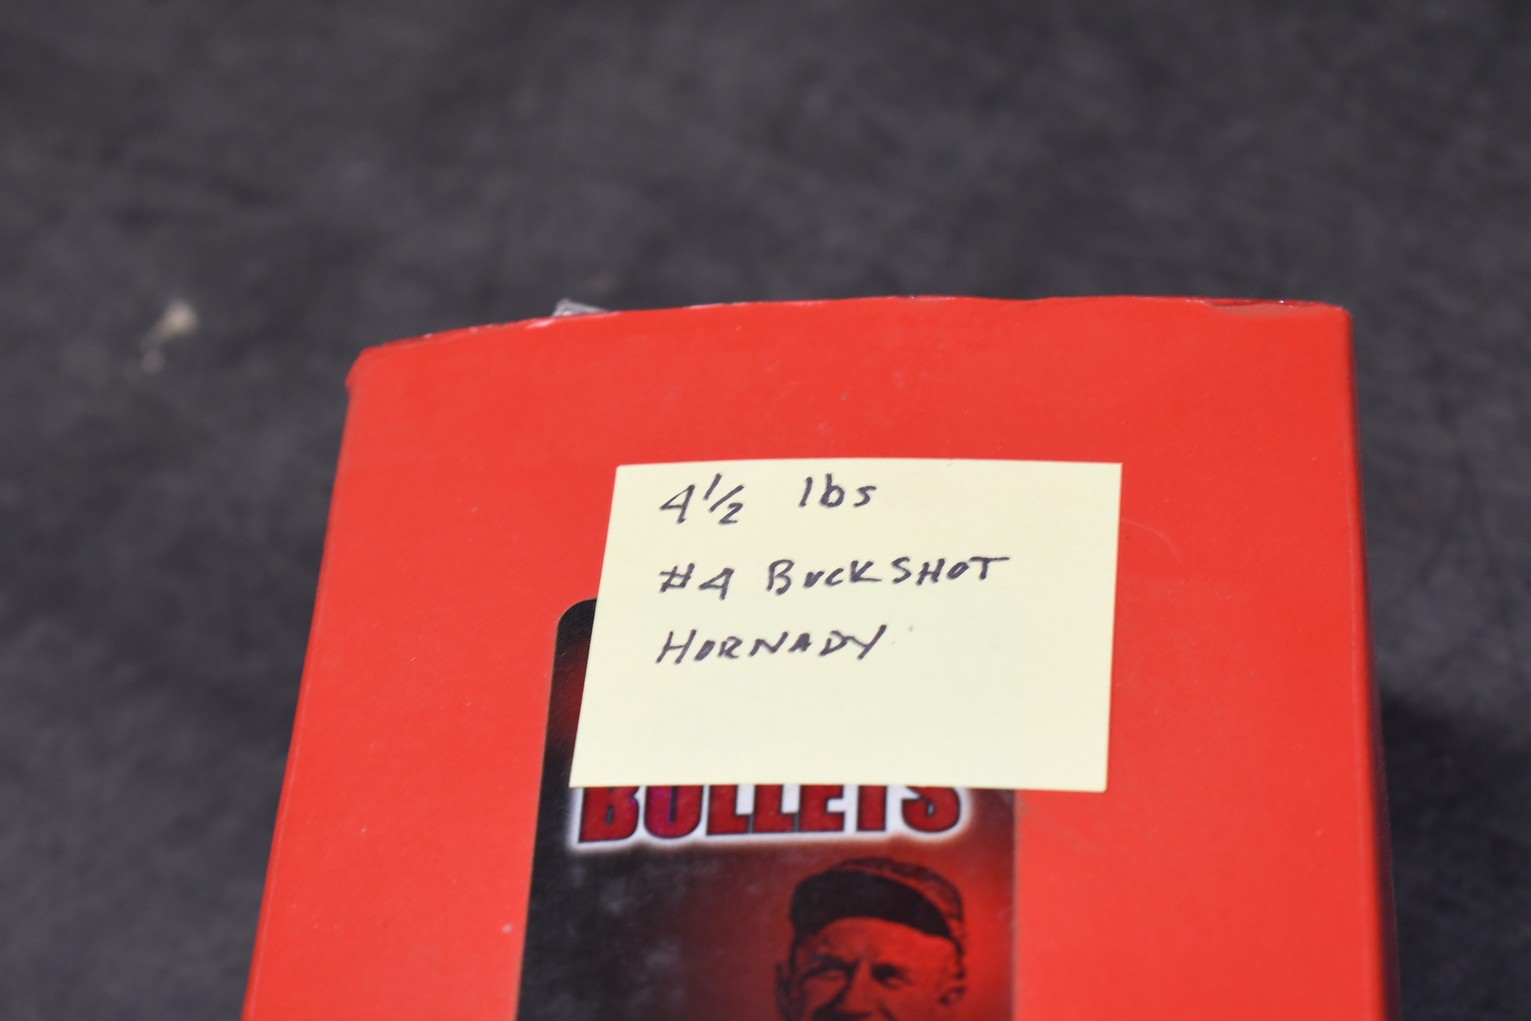 4 1/2 lbs
#4 BUCKSHOT
HORNADY
BULLETS